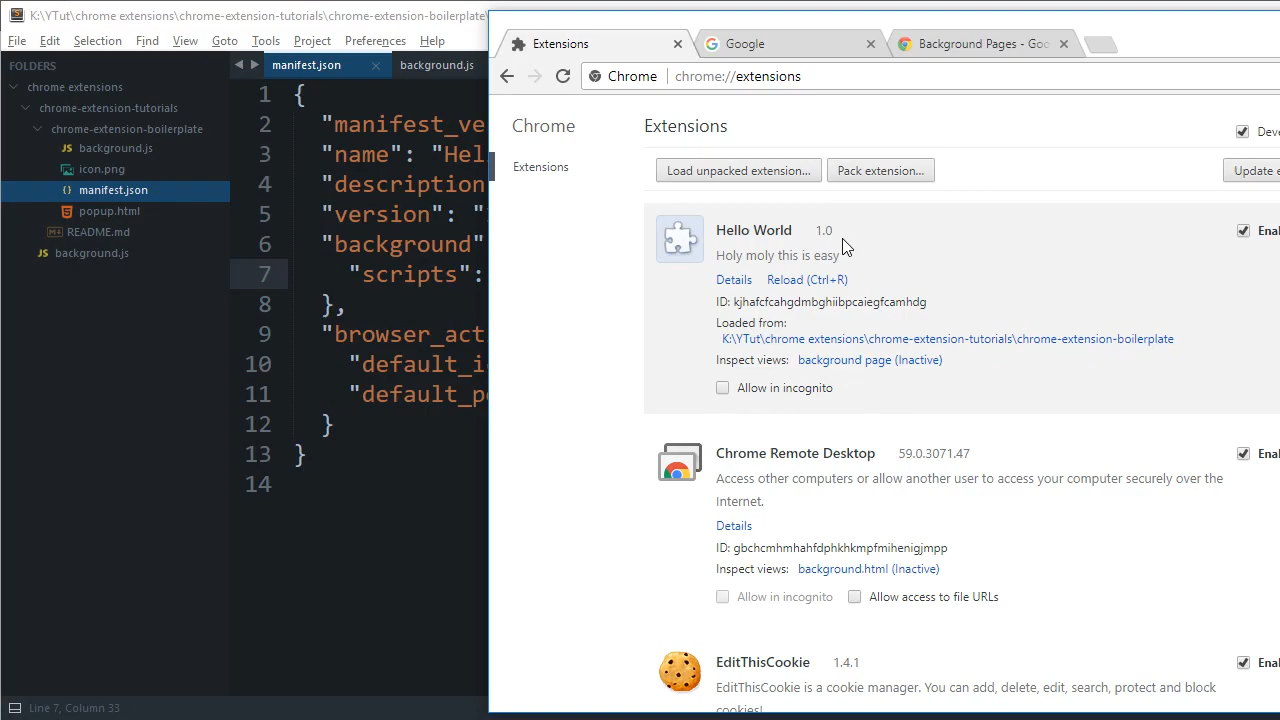 K:\YTut\chrome extensions\chrome-extension-tutorials\chrome-extension-boilerplate\
File Edit Selection Find View Goto Tools Project Preferences Help
FOLDERS
chrome extensions
chrome-extension-tutorials
chrome-extension-boilerplate
background.js
icon.png
manifest.json
popup.html
README.md
background.js
manifest.json
background.js
1 {
2 "manifest_ve
3 "name": "Hel
4 "description
5 "version": "
6 "background"
7 "scripts":
8 },
9 "browser_act
10 "default_i
11 "default_p
12 }
13 }
14
Line 7, Column 33
Extensions
Google
Background Pages - Goo
Chrome chrome://extensions
Chrome
Extensions
Extensions
Deve
Load unpacked extension...
Pack extension...
Update e
Hello World 1.0
Enal
Holy moly this is easy
Details Reload (Ctrl+R)
ID: kjhafcfcahgdmbghiibpcaiegfcamhdg
Loaded from:
K:\YTut\chrome extensions\chrome-extension-tutorials\chrome-extension-boilerplate
Inspect views: background page (Inactive)
Allow in incognito
Chrome Remote Desktop 59.0.3071.47
Enal
Access other computers or allow another user to access your computer securely over the
Internet.
Details
ID: gbchcmhmhahfdphkhkmpfmihenigjmpp
Inspect views: background.html (Inactive)
Allow in incognito Allow access to file URLs
EditThisCookie 1.4.1
Enal
EditThisCookie is a cookie manager. You can add, delete, edit, search, protect and block
cookies!